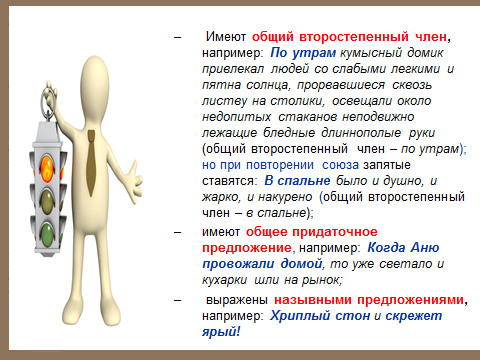 – Имеют общий второстепенный член,
например: По утрам кумысный домик
привлекал людей со слабыми легкими и
пятна солнца, прорвавшиеся сквозь
листву на столики, освещали около
недопитых стаканов неподвижно
лежащие бледные длиннополые руки
(общий второстепенный член – по утрам);
но при повторении союза запятые
ставятся: В спальне было и душно, и
жарко, и накурено (общий второстепенный
член – в спальне);
– имеют общее придаточное
предложение, например: Когда Аню
провожали домой, то уже светало и
кухарки шли на рынок;
– выражены назывными предложениями,
например: Хриплый стон и скрежет
ярый!